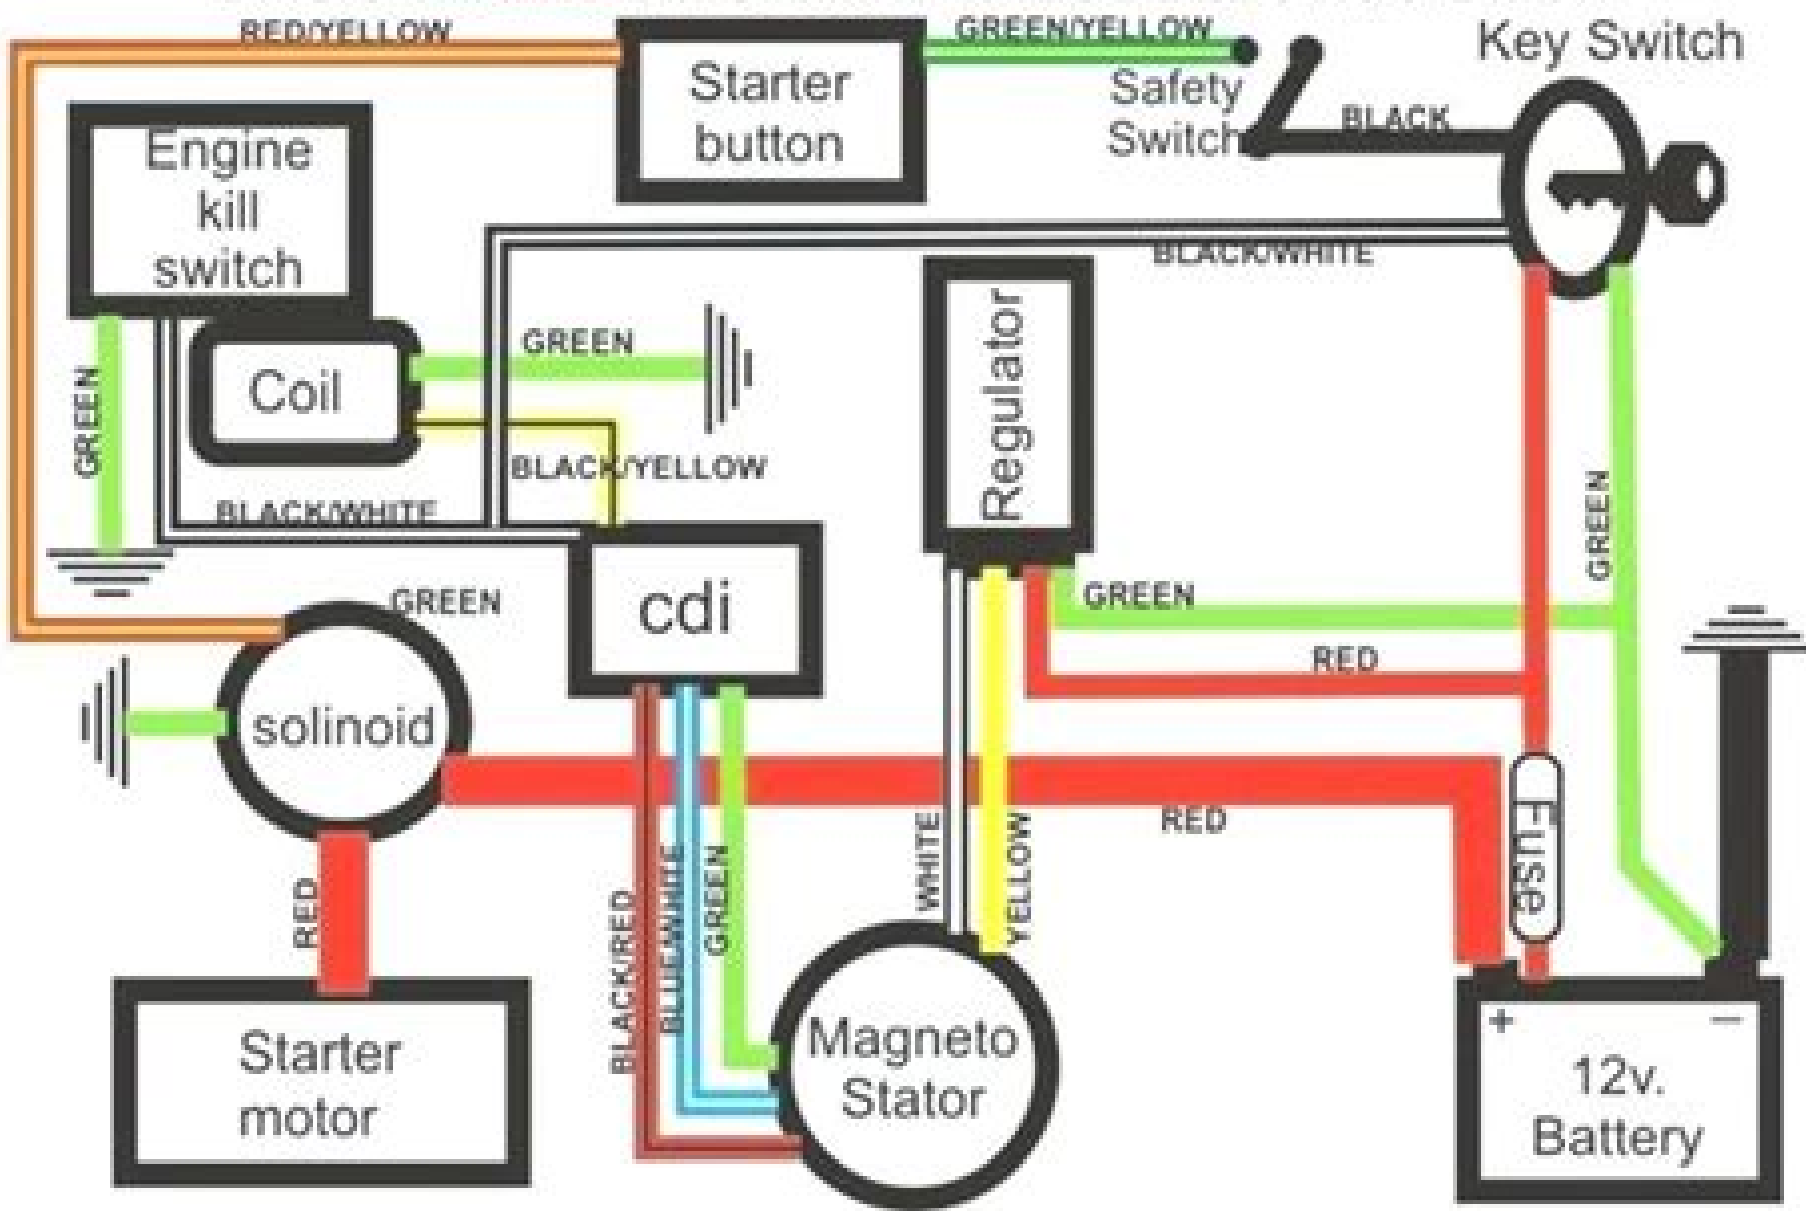 RED/YELLOW
GREEN/YELLOW
Key Switch
Starter
button
Safety
Switch
BLACK
Engine
kill
switch
BLACK/WHITE
GREEN
Coil
GREEN
BLACK/YELLOW
BLACK/WHITE
Regulator
GREEN
GREEN
cdi
GREEN
RED
solinoid
RED
Fuse
WHITE
YELLOW
RED
BLACK/RED
BLUE/WHITE
GREEN
Starter
motor
Magneto
Stator
+ —
12v.
Battery